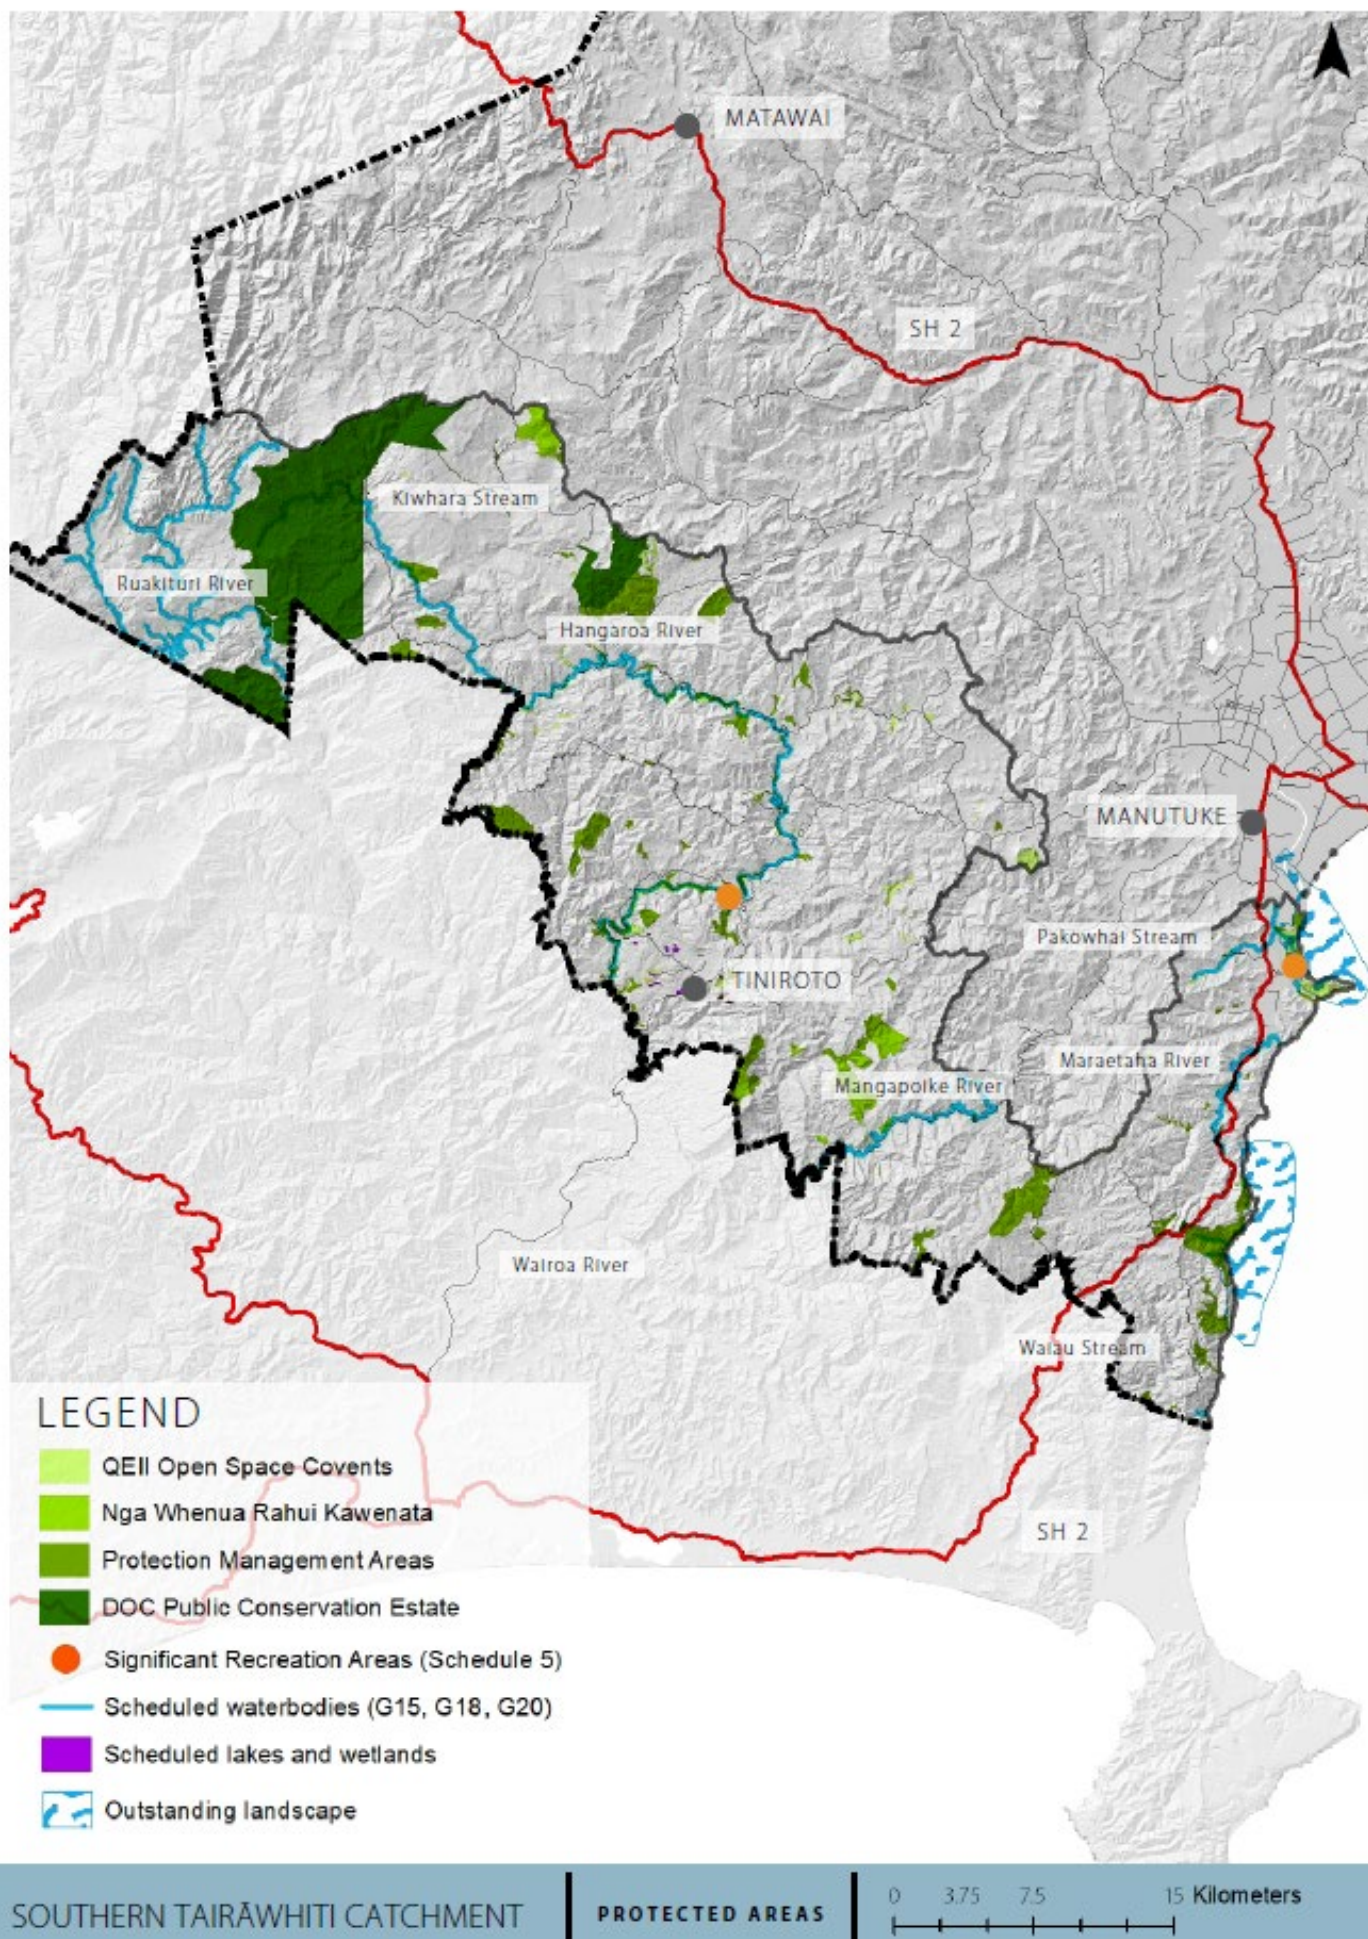 MATAWAI
SH 2
Kiwhara Stream
Ruakituri River
Hangaroa River
MANUTUKE
Pakowhai Stream
TINIROTO
Maraetaha River
Mangapoike River
Wairoa River
Waiau Stream
SH 2
LEGEND
QEII Open Space Covents
Nga Whenua Rahui Kawenata
Protection Management Areas
DOC Public Conservation Estate
Significant Recreation Areas (Schedule 5)
Scheduled waterbodies (G15, G18, G20)
Scheduled lakes and wetlands
Outstanding landscape
SOUTHERN TAIRĀWHITI CATCHMENT
PROTECTED AREAS
0 3.75 7.5 15 Kilometers